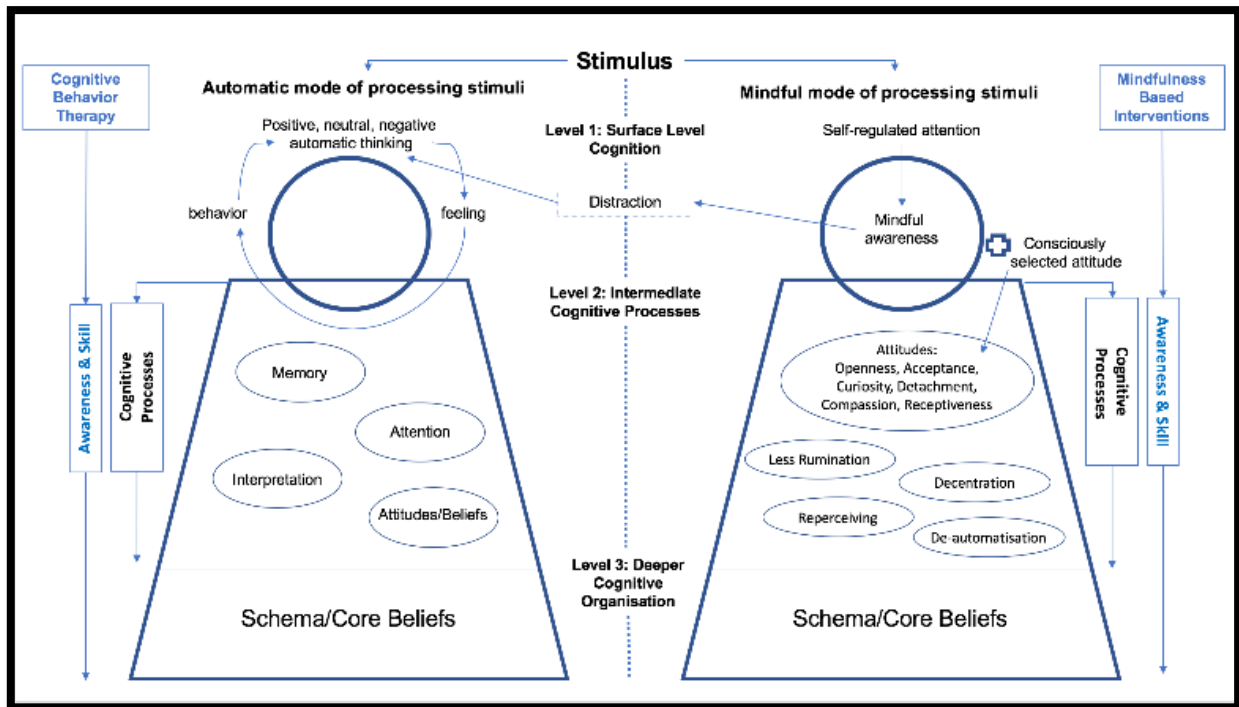 Stimulus
Cognitive
Behavior
Therapy
Automatic mode of processing stimuli
Mindful mode of processing stimuli
Mindfulness
Based
Interventions
Positive, neutral, negative
automatic thinking
Level 1: Surface Level
Cognition
Self-regulated attention
behavior
feeling
Distraction
Mindful
awareness
Consciously
selected attitude
Level 2: Intermediate
Cognitive Processes
Awareness & Skill
Cognitive
Processes
Memory
Attention
Interpretation
Attitudes/Beliefs
Attitudes:
Openness, Acceptance,
Curiosity, Detachment,
Compassion, Receptiveness
Less Rumination
Decentration
Reperceiving
De-automatisation
Cognitive
Processes
Awareness & Skill
Level 3: Deeper
Cognitive
Organisation
Schema/Core Beliefs
Schema/Core Beliefs